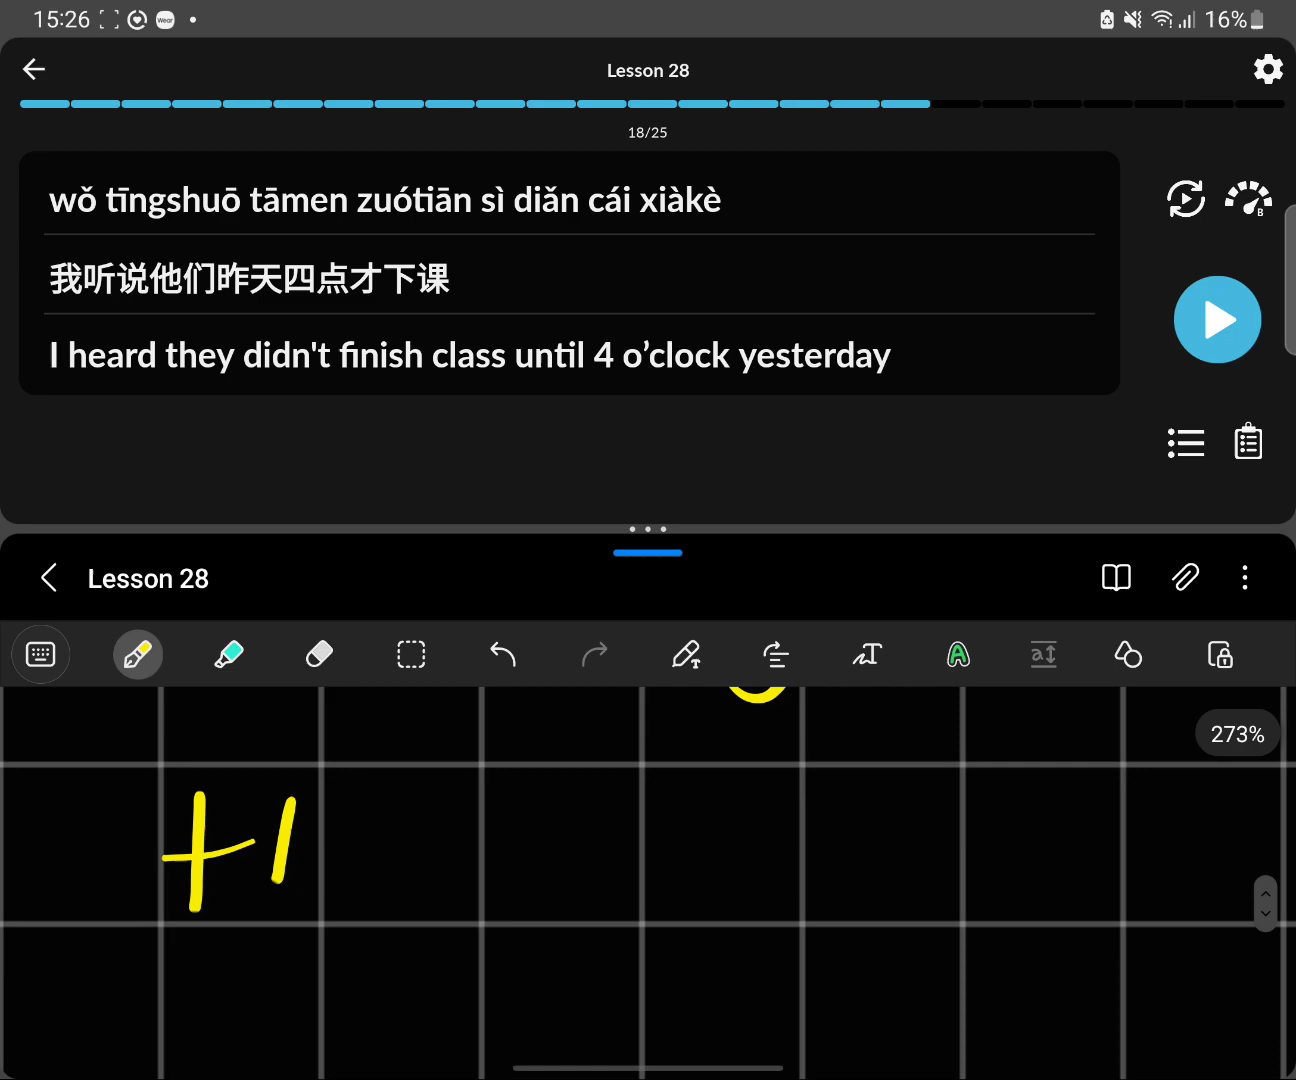 15:26
wear
16%
Lesson 28
18/25
wǒ tīngshuō tāmen zuótiān sì diǎn cái xiàkè
B
我听说他们昨天四点才下课
I heard they didn't finish class until 4 o’clock yesterday
Lesson 28
T
T
A
a
273%
+1